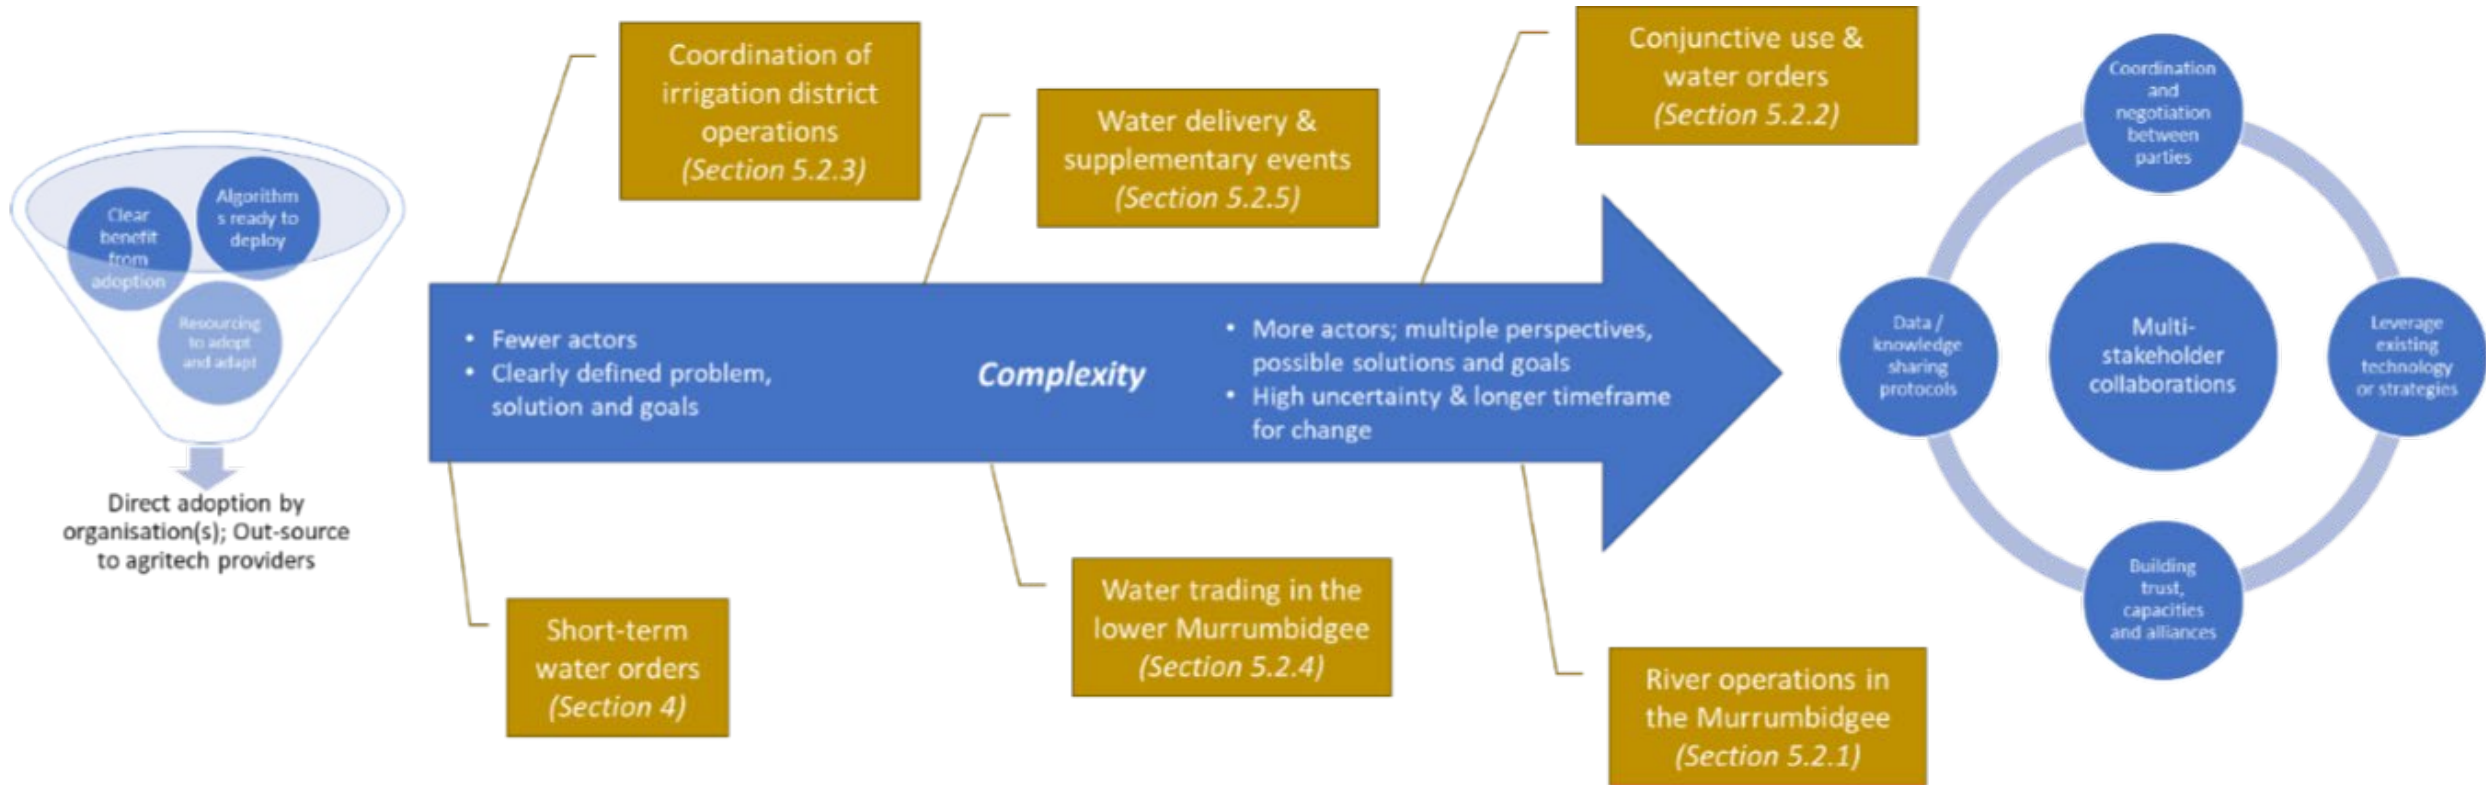 Clear
benefit
from
adoption
Algorithm
s ready to
deploy
Resourcing
to adopt
and adapt
Direct adoption by
organisation(s); Out-source
to agritech providers
Coordination of
irrigation district
operations
(Section 5.2.3)
Water delivery &
supplementary events
(Section 5.2.5)
Conjunctive use &
water orders
(Section 5.2.2)
• Fewer actors
• Clearly defined problem,
solution and goals
Complexity
• More actors; multiple perspectives,
possible solutions and goals
• High uncertainty & longer timeframe
for change
Short-term
water orders
(Section 4)
Water trading in the
lower Murrumbidgee
(Section 5.2.4)
River operations in
the Murrumbidgee
(Section 5.2.1)
Coordination
and
negotiation
between
parties
Data /
knowledge
sharing
protocols
Multi-
stakeholder
collaborations
Leverage
existing
technology
or strategies
Building
trust,
capacities
and alliances